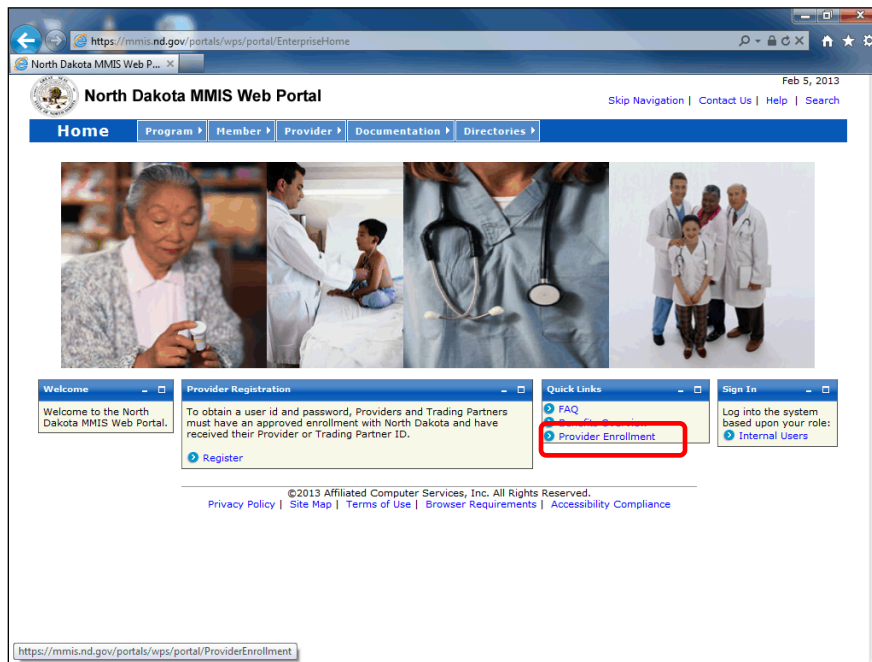 https://mmis.nd.gov/portals/wps/portal/EnterpriseHome
North Dakota MMIS Web P...
Feb 5, 2013
North Dakota MMIS Web Portal
Skip Navigation | Contact Us | Help | Search
Home Program Member Provider Documentation Directories
Welcome
Welcome to the North
Dakota MMIS Web Portal.
Provider Registration
To obtain a user id and password, Providers and Trading Partners
must have an approved enrollment with North Dakota and have
received their Provider or Trading Partner ID.
Register
Quick Links
FAQ
Benefits Overview
Provider Enrollment
Sign In
Log into the system
based upon your role:
Internal Users
©2013 Affiliated Computer Services, Inc. All Rights Reserved.
Privacy Policy | Site Map | Terms of Use | Browser Requirements | Accessibility Compliance
https://mmis.nd.gov/portals/wps/portal/ProviderEnrollment